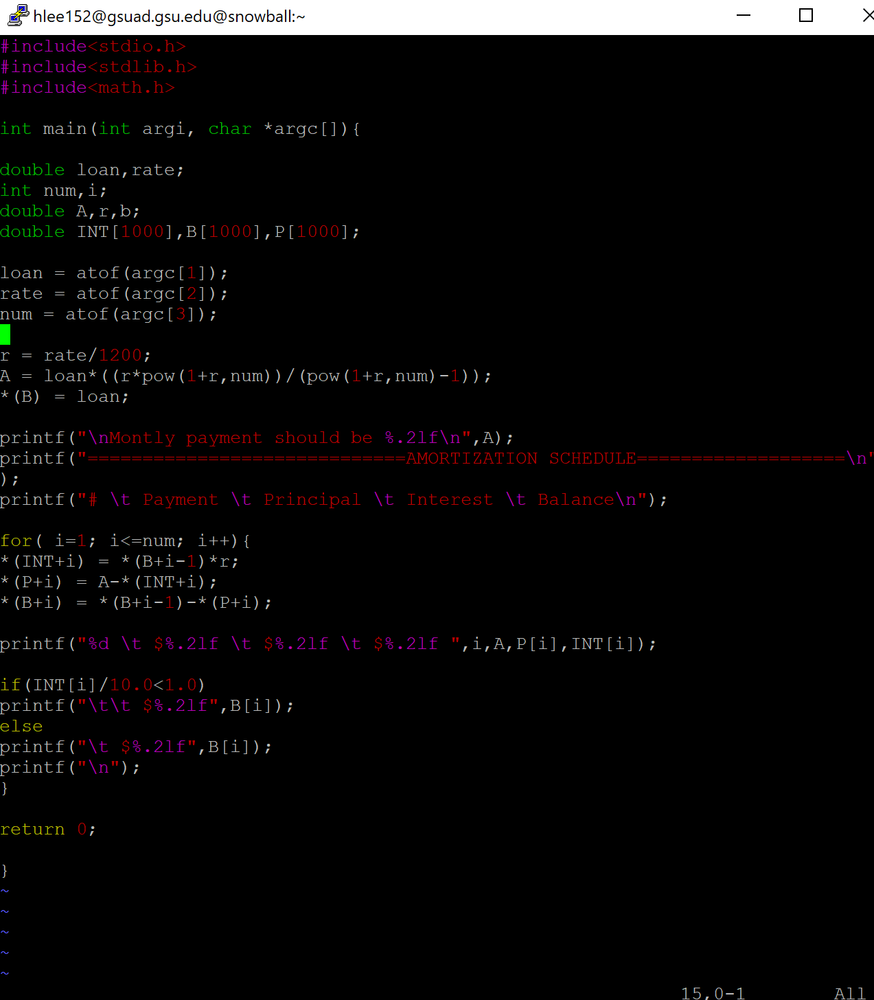 hlee152@gsuad.gsu.edu@snowball:~
#include<stdio.h>
#include<stdlib.h>
#include<math.h>
int main(int argi, char *argc[]){
double loan,rate;
int num,i;
double A,r,b;
double INT[1000],B[1000],P[1000];
loan = atof(argc[1]);
rate = atof(argc[2]);
num = atof(argc[3]);
r = rate/1200;
A = loan*((r*pow(1+r,num))/(pow(1+r,num)-1));
*(B) = loan;
printf("\nMontly payment should be %.2lf\n",A);
printf("=============================AMORTIZATION SCHEDULE===================\n"
);
printf("# \t Payment \t Principal \t Interest \t Balance\n");
for( i=1; i<=num; i++){
*(INT+i) = *(B+i-1)*r;
*(P+i) = A-*(INT+i);
*(B+i) = *(B+i-1)-*(P+i);
printf("%d \t $%.2lf \t $%.2lf \t $%.2lf ",i,A,P[i],INT[i]);
if(INT[i]/10.0<1.0)
printf("\t\t $%.2lf",B[i]);
else
printf("\t $%.2lf",B[i]);
printf("\n");
}
return 0;
}
~
~
~
~
~
15,0-1 All